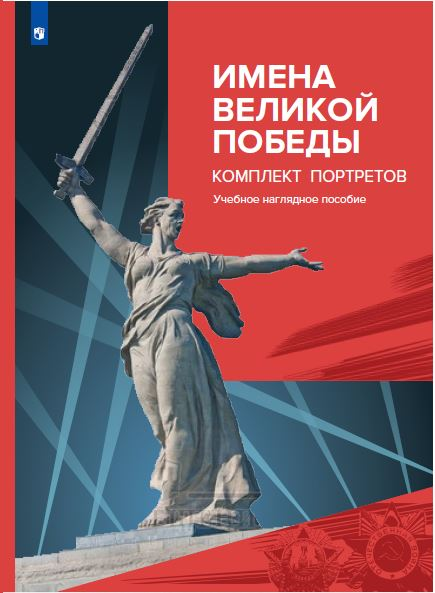 ИМЕНА
ВЕЛИКОЙ
ПОБЕДЫ
КОМПЛЕКТ ПОРТРЕТОВ
Учебное наглядное пособие